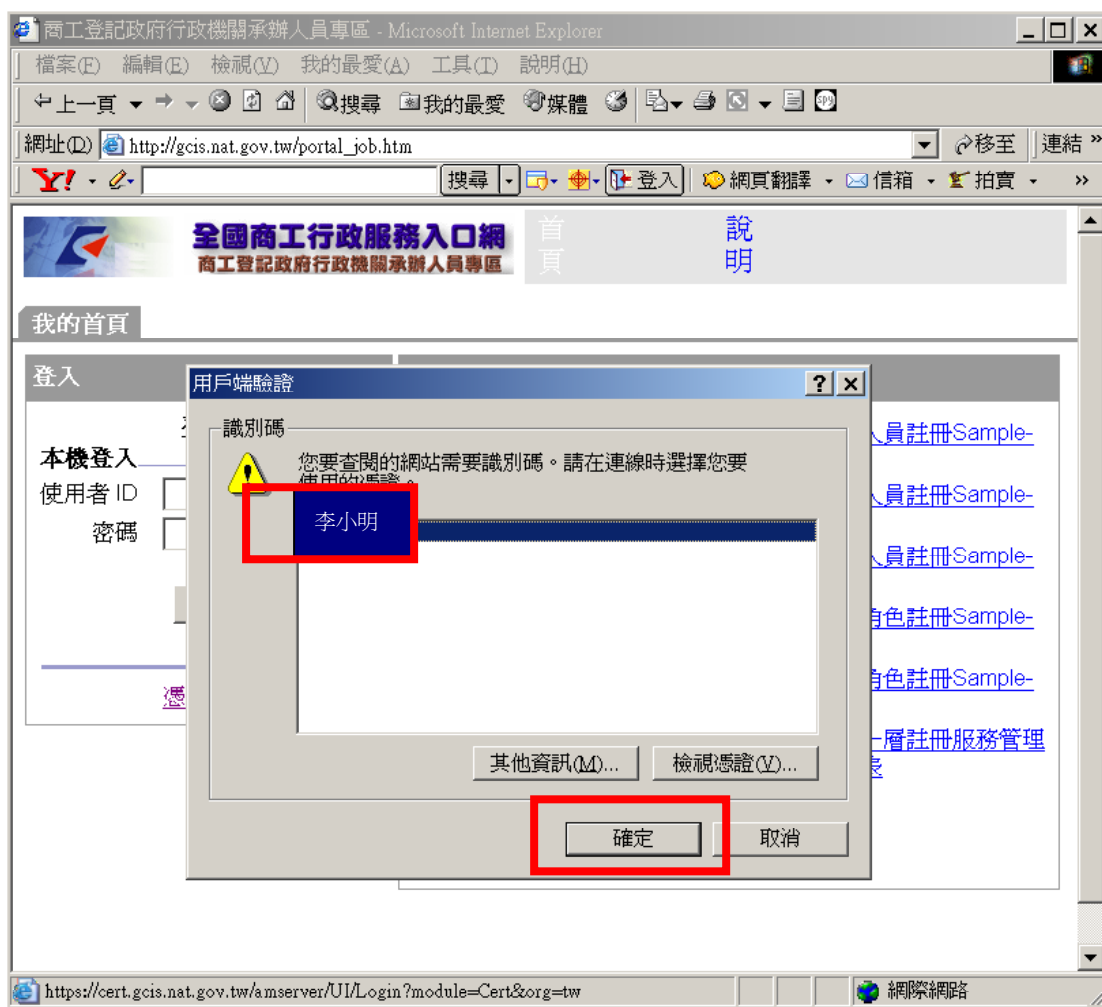 商工登記政府行政機關承辦人員專區 - Microsoft Internet Explorer
檔案(F) 編輯(E) 檢視(V) 我的最愛(A) 工具(T) 說明(H)
上一頁 搜尋 我的最愛 媒體
網址(D) http://gcis.nat.gov.tw/portal_job.htm 移至 連結 »
Y! 搜尋 登入 網頁翻譯 信箱 拍賣 »
全國商工行政服務入口網
商工登記政府行政機關承辦人員專區
首頁
說明
我的首頁
登入
本機登入
使用者 ID
密碼
憑
用戶端驗證
識別碼
您要查閱的網站需要識別碼。請在連線時選擇您要
使用的憑證。
李小明
其他資訊(M)...
檢視憑證(V)...
確定
取消
人員註冊Sample-
人員註冊Sample-
人員註冊Sample-
角色註冊Sample-
角色註冊Sample-
一層註冊服務管理
https://cert.gcis.nat.gov.tw/amserver/UI/Login?module=Cert&org=tw
網際網路